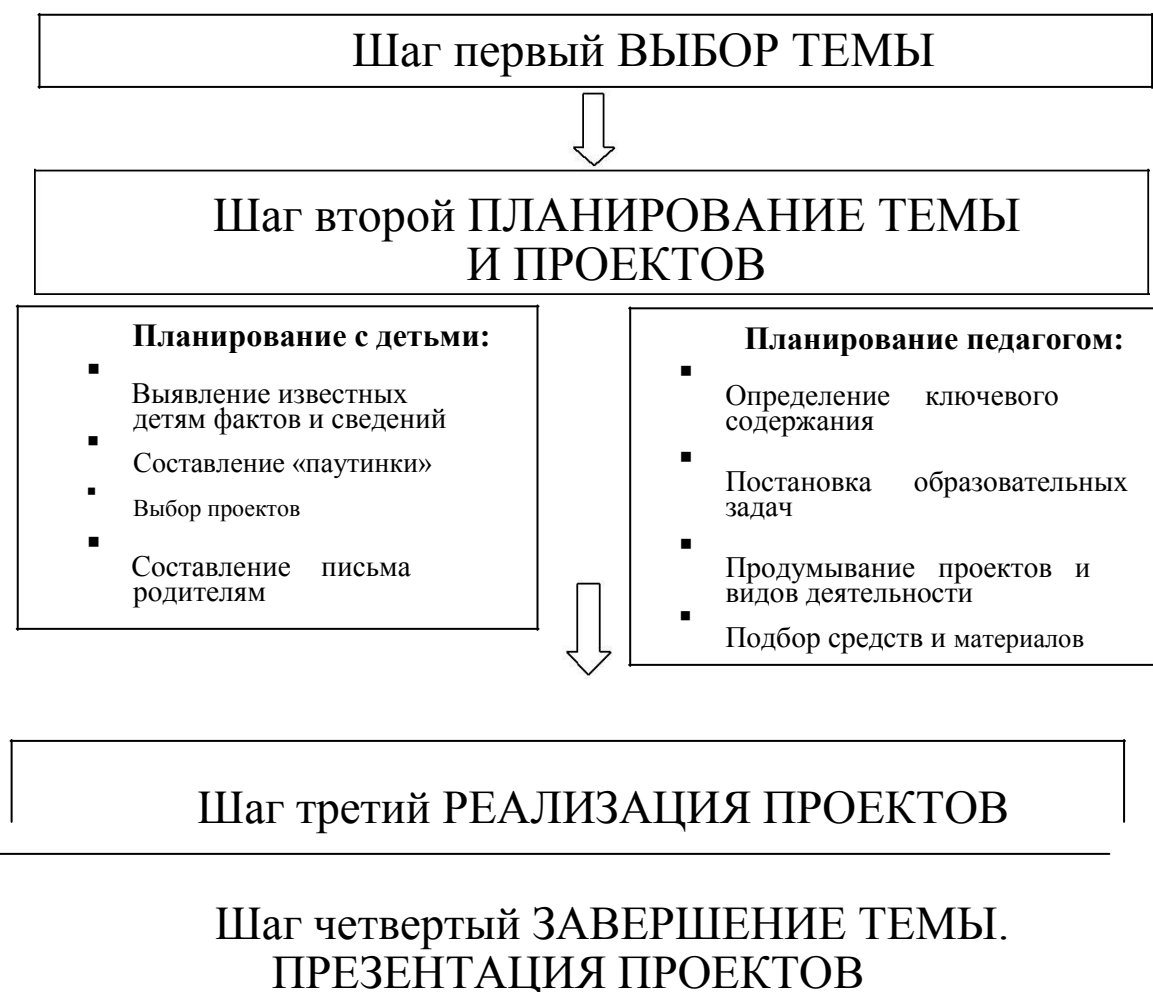 Шаг первый ВЫБОР ТЕМЫ
Шаг второй ПЛАНИРОВАНИЕ ТЕМЫ
И ПРОЕКТОВ
Планирование с детьми:
▪
Выявление известных
детям фактов и сведений
▪
Составление «паутинки»
▪
Выбор проектов
▪
Составление письма
родителям
Планирование педагогом:
▪
Определение ключевого
содержания
▪
Постановка образовательных
задач
▪
Продумывание проектов и
видов деятельности
▪
Подбор средств и материалов
Шаг третий РЕАЛИЗАЦИЯ ПРОЕКТОВ
Шаг четвертый ЗАВЕРШЕНИЕ ТЕМЫ.
ПРЕЗЕНТАЦИЯ ПРОЕКТОВ